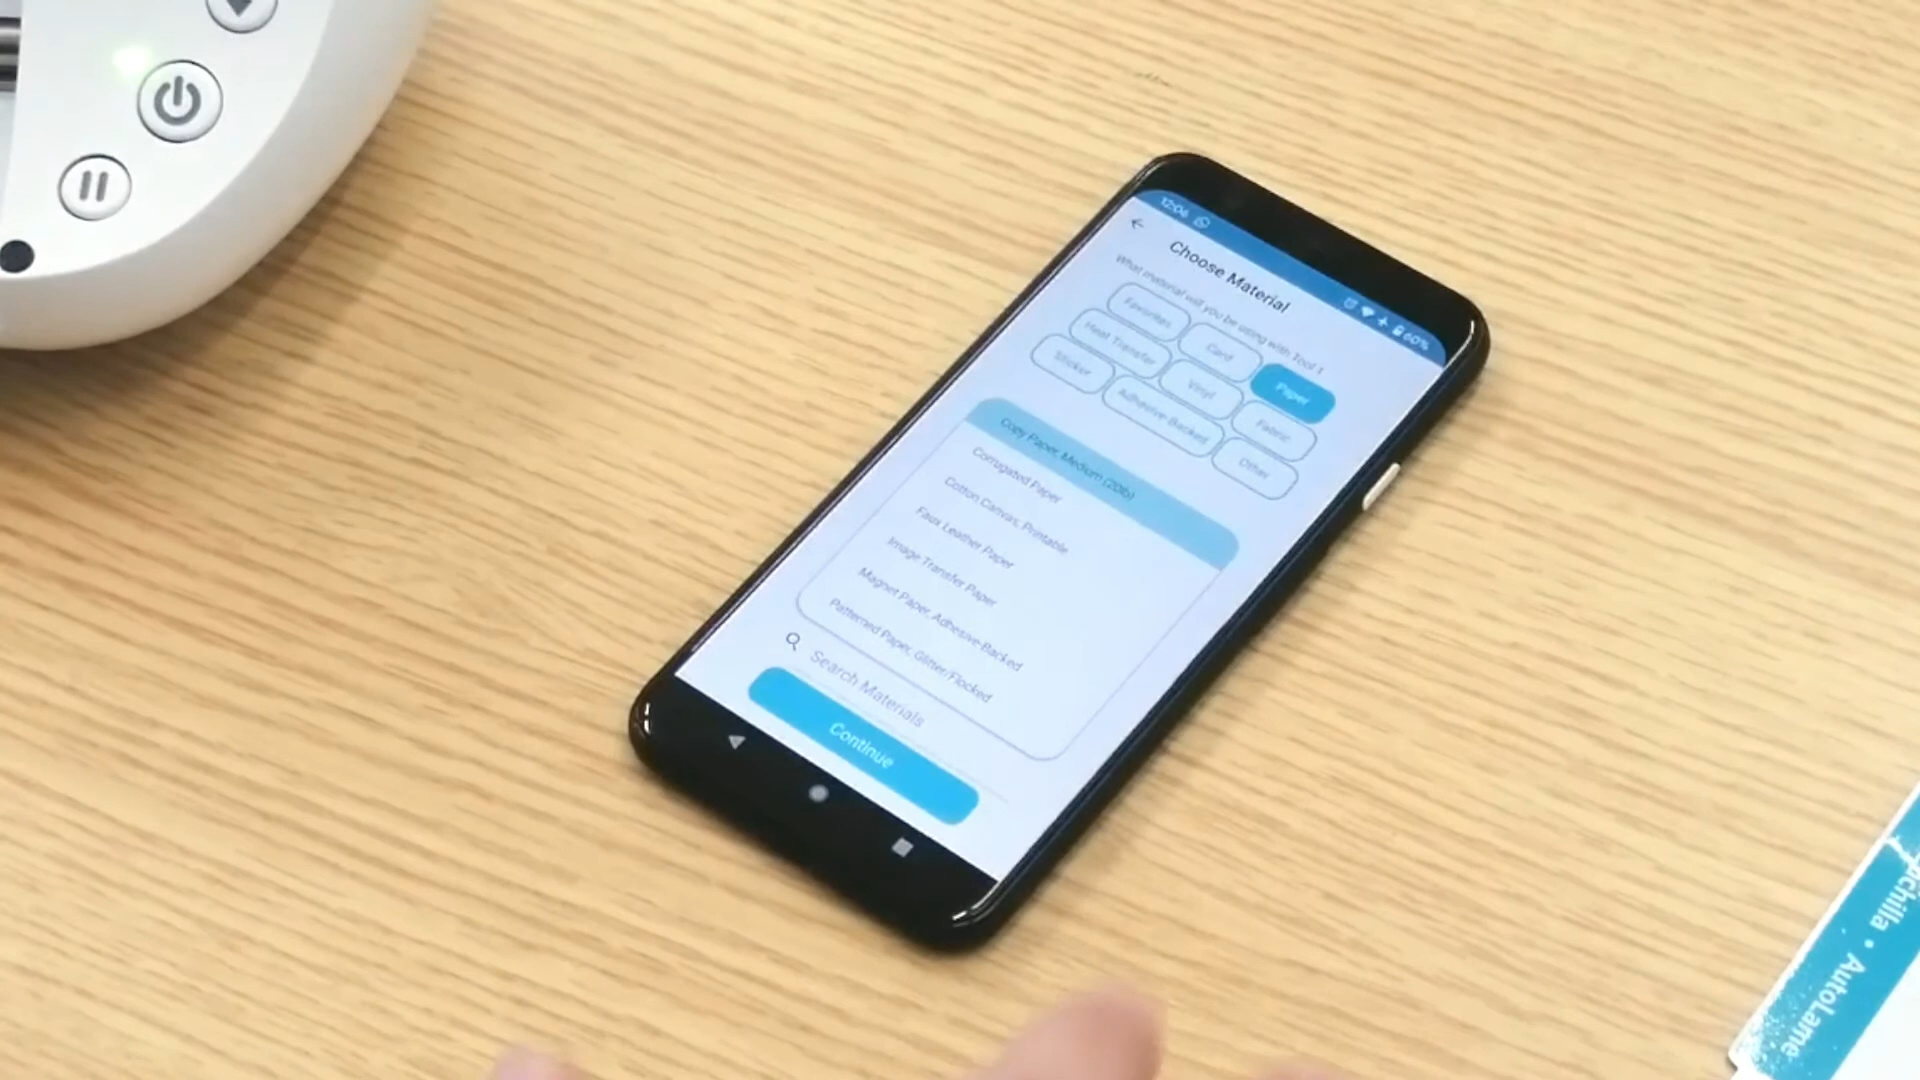 12:06
60%
Choose Material
What material will you be using with Tool 1
Favorites
Card
Paper
Heat Transfer
Vinyl
Fabric
Sticker
Adhesive-Backed
Other
Copy Paper, Medium (20lb)
Corrugated Paper
Cotton Canvas, Printable
Faux Leather Paper
Image Transfer Paper
Magnet Paper, Adhesive-Backed
Patterned Paper, Glitter/Flocked
Search Materials
Continue
AutoLame